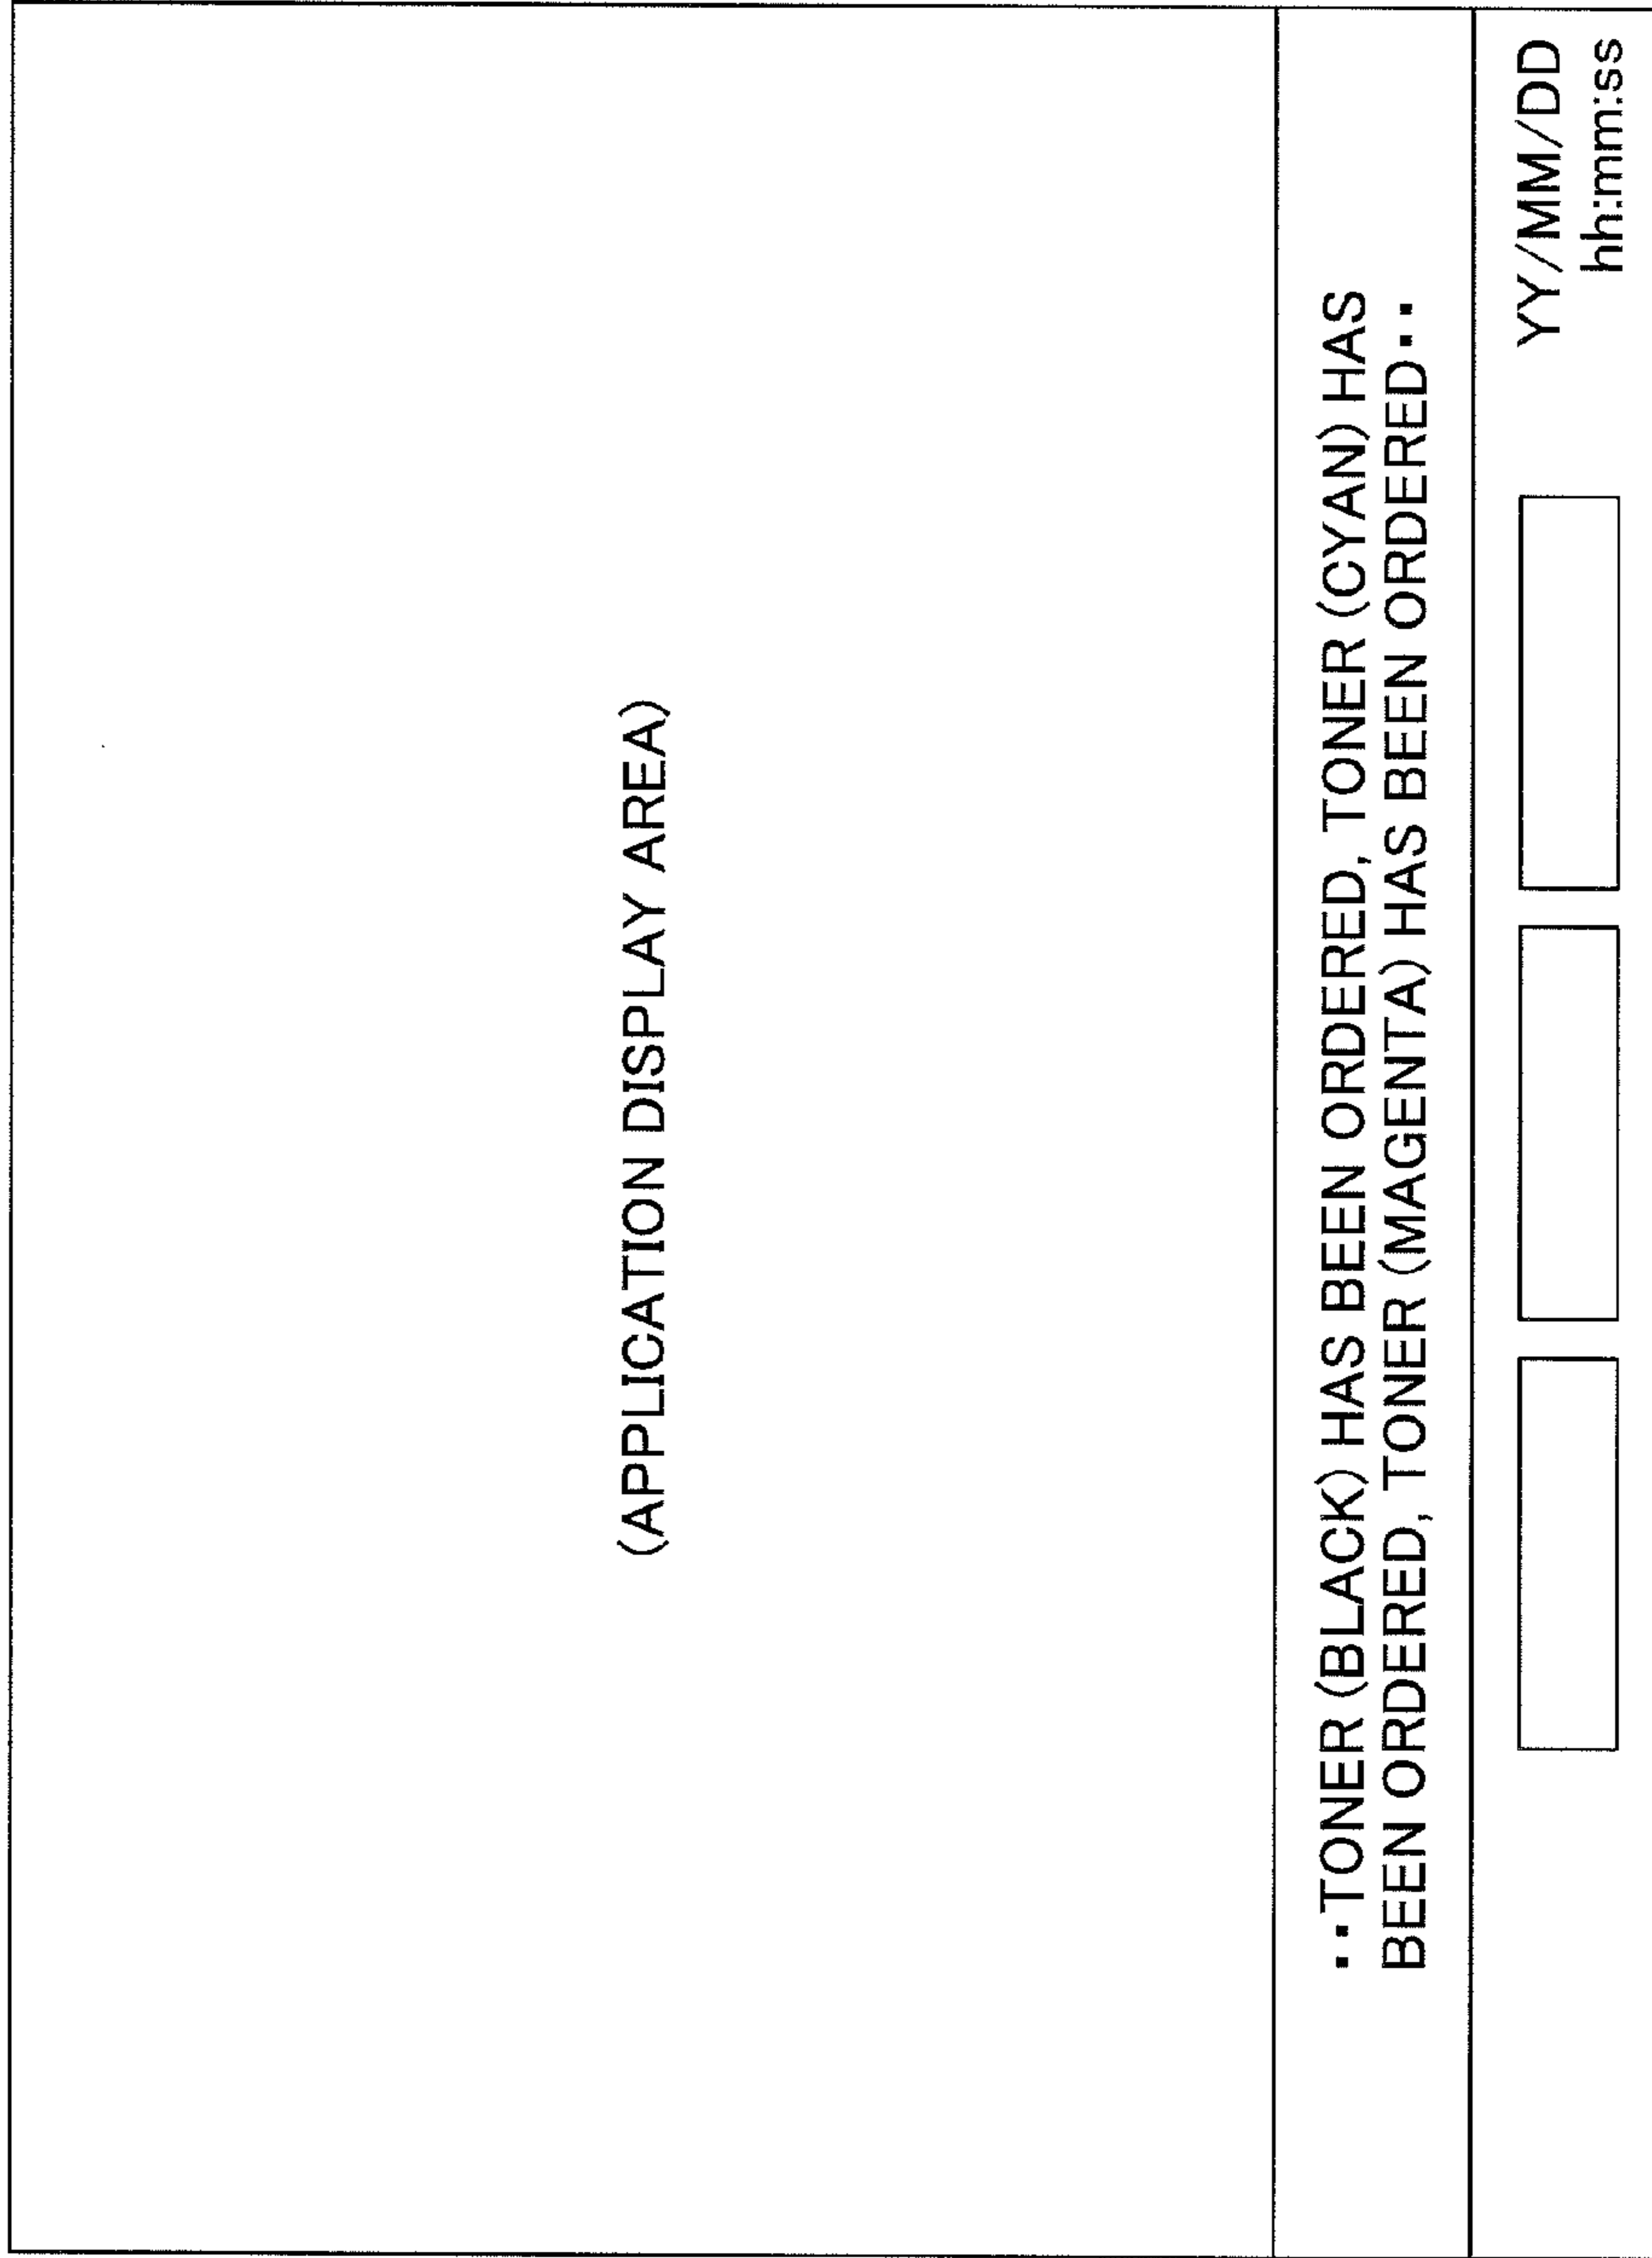 (APPLICATION DISPLAY AREA)
··TONER (BLACK) HAS BEEN ORDERED, TONER (CYAN) HAS
BEEN ORDERED, TONER (MAGENTA) HAS BEEN ORDERED··
YY/MM/DD
hh:mm:ss